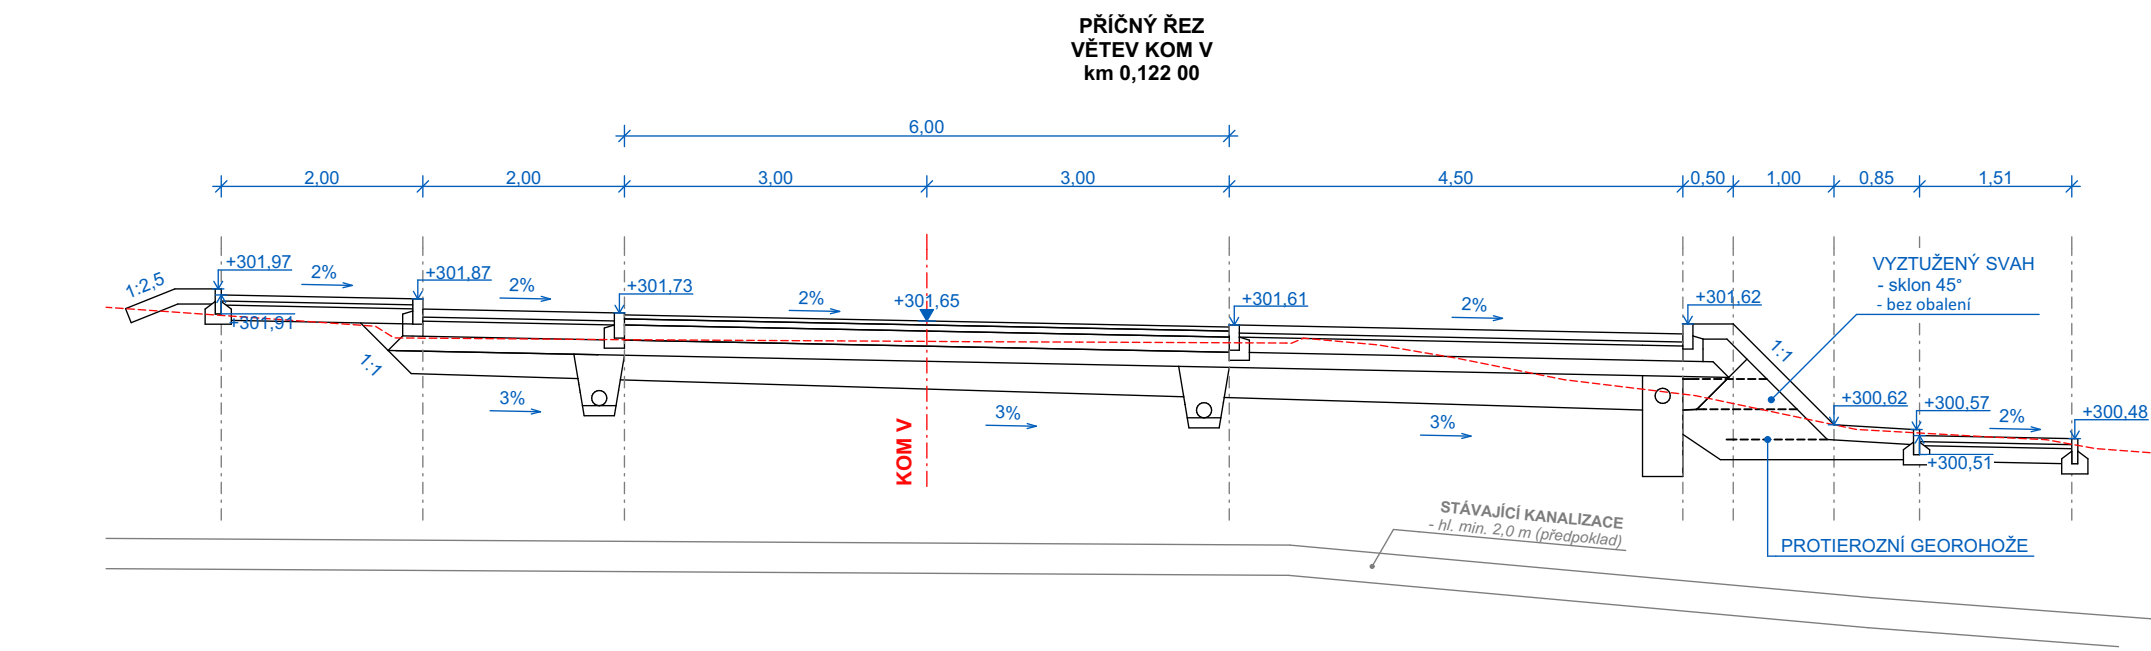 PŘÍČNÝ ŘEZ
VĚTEV KOM V
km 0,122 00
6,00
2,00 2,00 3,00 3,00 4,50 0,50 1,00 0,85 1,51
1:2,5
+301,97
2%
+301,87
2%
+301,73
2%
+301,65
+301,61
2%
+301,62
VYZTUŽENÝ SVAH
- sklon 45°
- bez obalení
+301,91
1:1
1:1
3%
3%
3%
KOM V
+300,62
+300,57
2%
+300,48
+300,51
STÁVAJÍCÍ KANALIZACE
- hl. min. 2,0 m (předpoklad)
PROTIEROZNÍ GEOROHOŽE